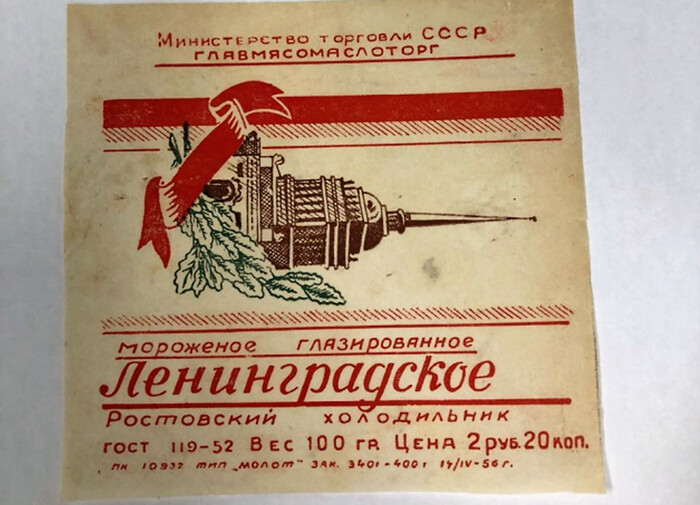 Министерство торговли СССР
ГЛАВМЯСОМАСЛОТОРГ
мороженое глазированное
Ленинградское
Ростовский холодильник
ГОСТ 119-52 Вес 100 гр. Цена 2 руб. 20 коп.
ПК 10932 тип „МОЛОТ" ЗАК. 3401-400т 14/IV-56 г.